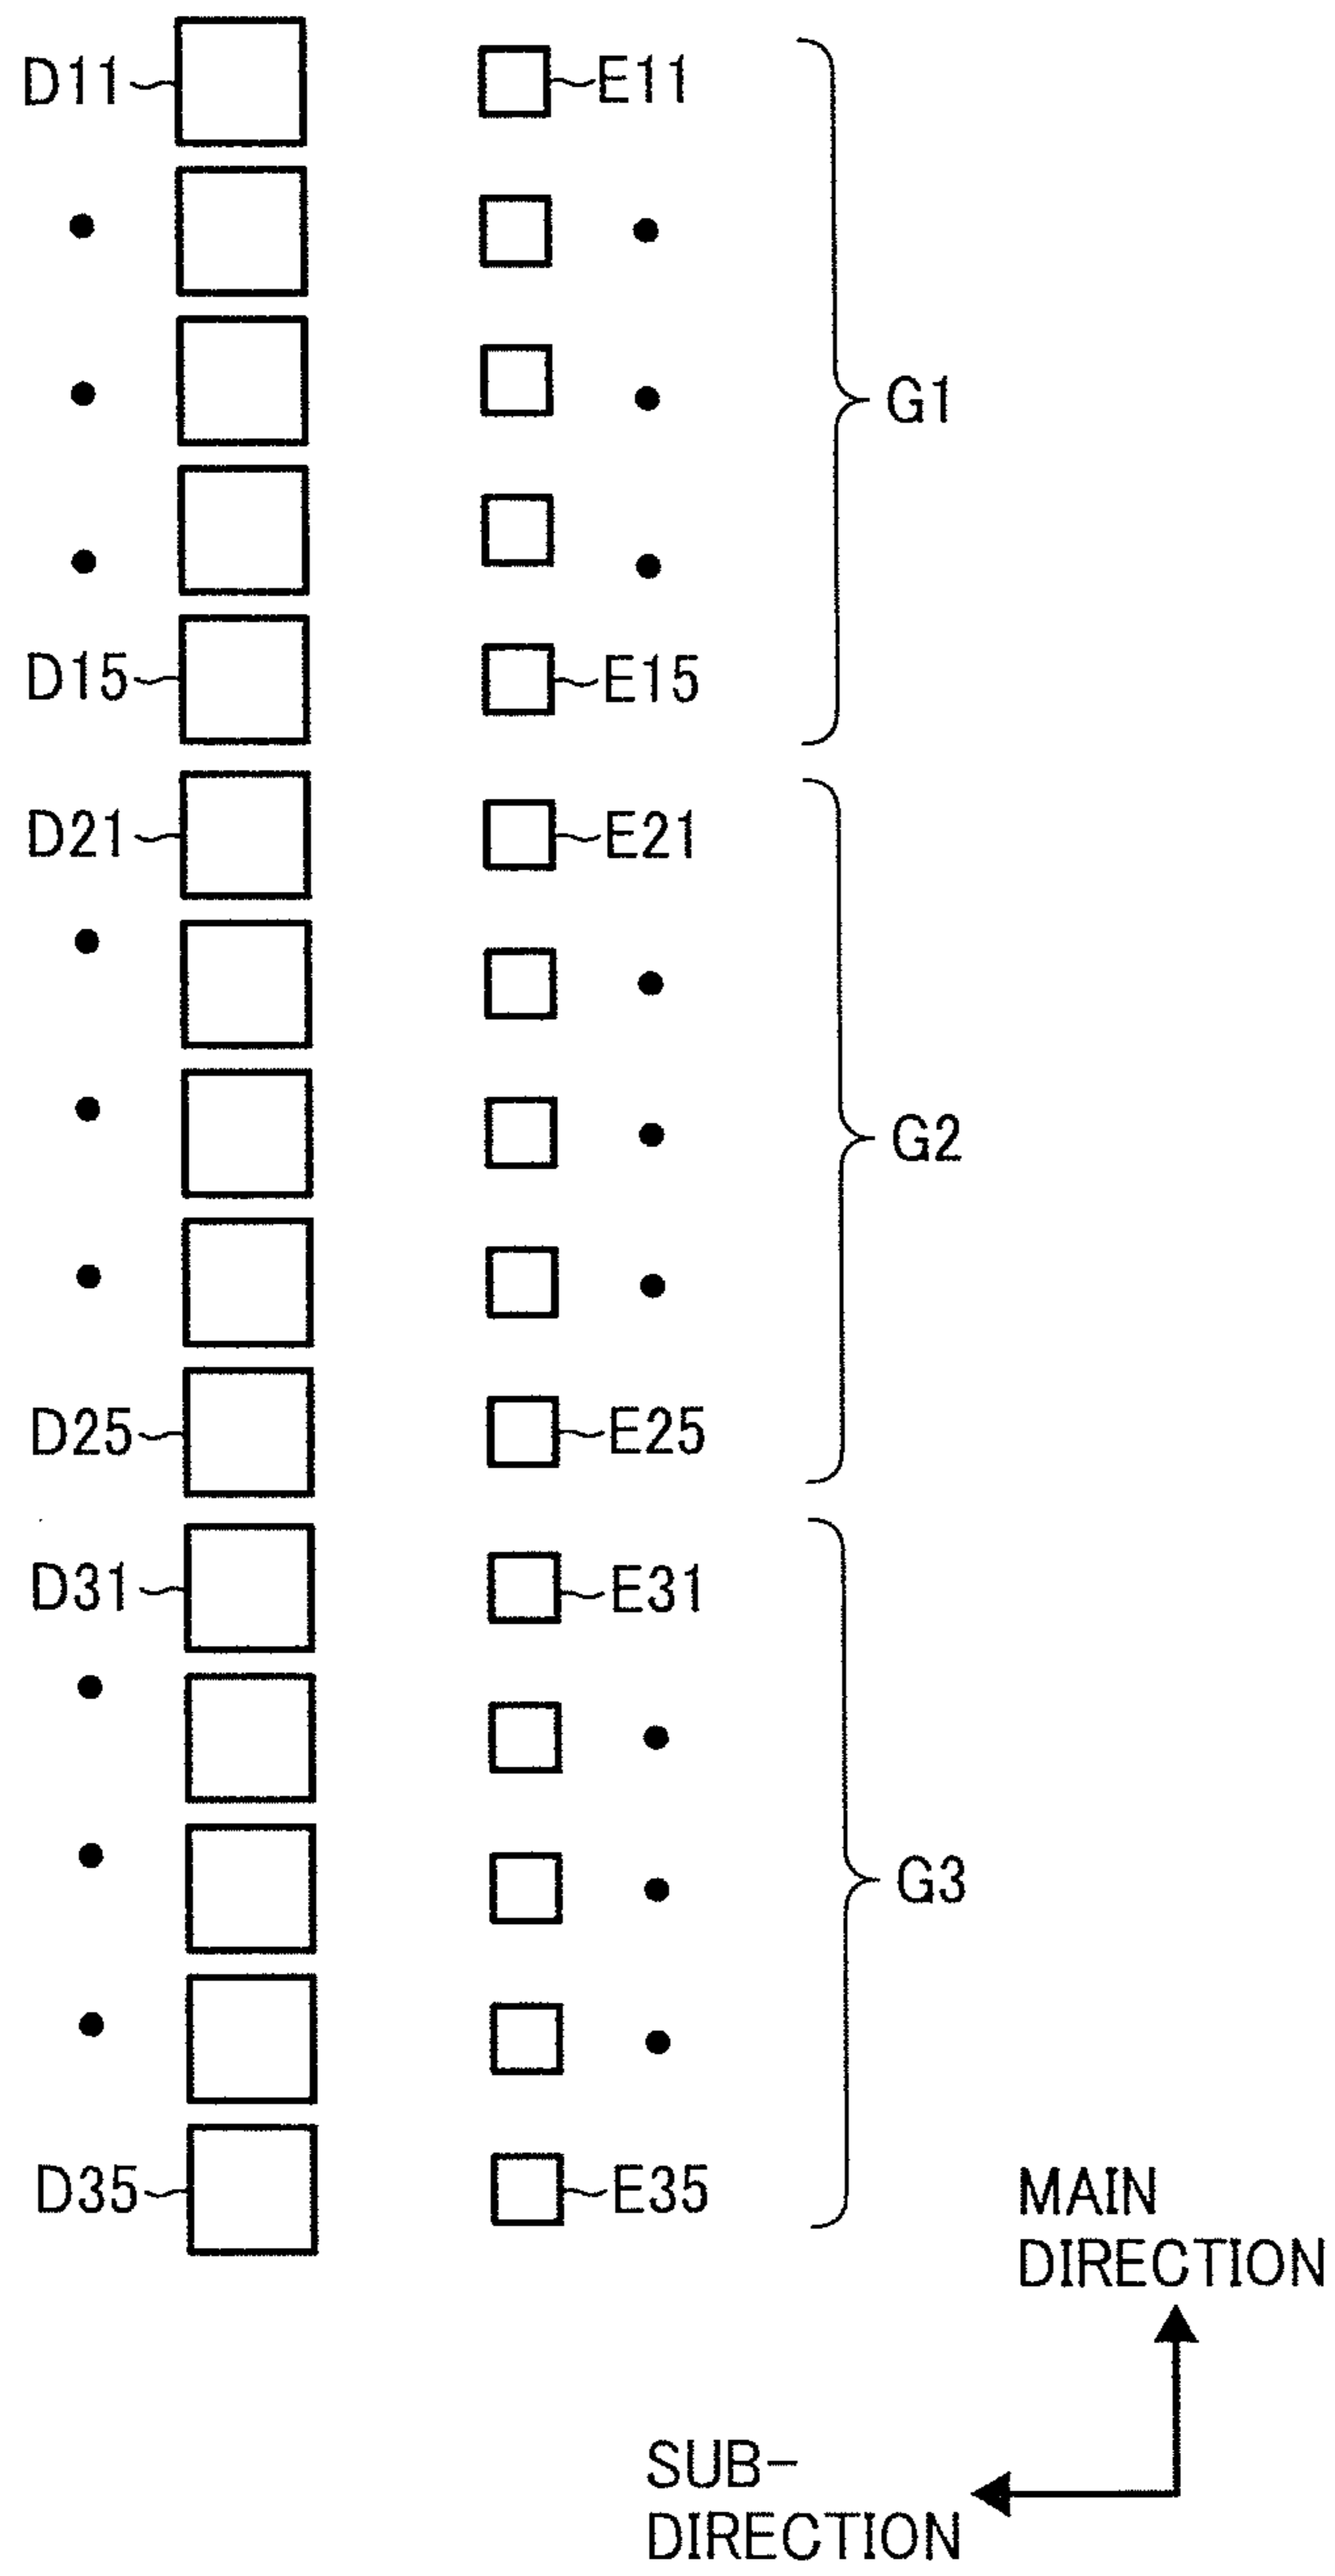 D11 E11
G1
D15 E15
D21 E21
G2
D25 E25
D31 E31
G3
D35 E35
MAIN
DIRECTION
SUB-
DIRECTION